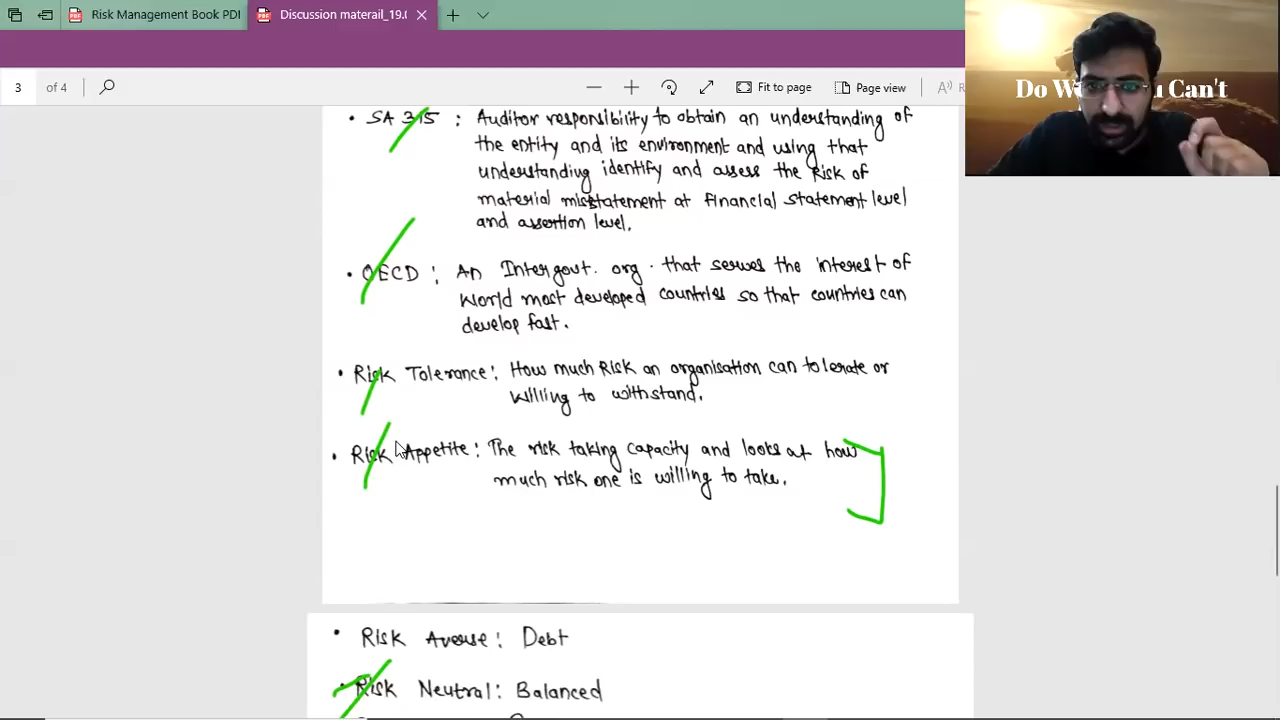 Risk Management Book PDI
Discussion materail_19.0
3 of 4
Fit to page
Page view
Do W u Can't
• SA 315 : Auditor responsibility to obtain an understanding of
the entity and its environment and using that
understanding identify and assess the Risk of
material misstatement at Financial statement level
and assertion level.
• OECD : An Intergovt. org. that serves the interest of
World most developed countries so that countries can
develop fast.
• Risk Tolerance : How much Risk an organisation can tolerate or
willing to withstand.
• Risk Appetite : The risk taking capacity and looks at how
much risk one is willing to take.
• Risk Averse : Debt
• Risk Neutral : Balanced